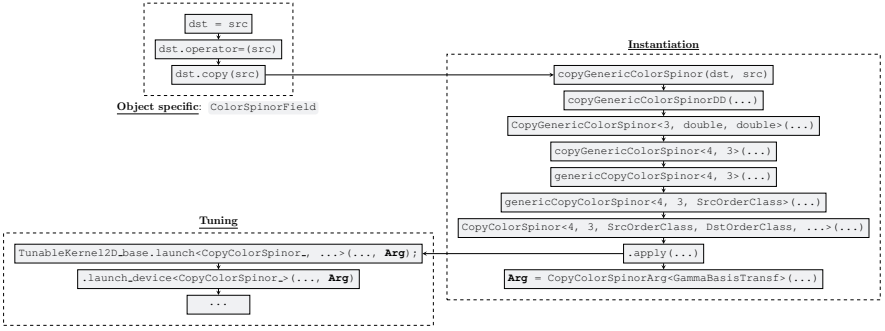 dst = src
dst.operator=(src)
dst.copy(src)
Object specific: ColorSpinorField
Instantiation
copyGenericColorSpinor(dst, src)
copyGenericColorSpinorDD(...)
CopyGenericColorSpinor<3, double, double>(...)
copyGenericColorSpinor<4, 3>(...)
genericCopyColorSpinor<4, 3>(...)
genericCopyColorSpinor<4, 3, SrcOrderClass>(...)
CopyColorSpinor<4, 3, SrcOrderClass, DstOrderClass, ...>(...)
.apply(...)
Arg = CopyColorSpinorArg<GammaBasisTransf>(...)
Tuning
TunableKernel2D_base.launch<CopyColorSpinor_, ...>(..., Arg);
.launch_device<CopyColorSpinor_>(..., Arg)
...